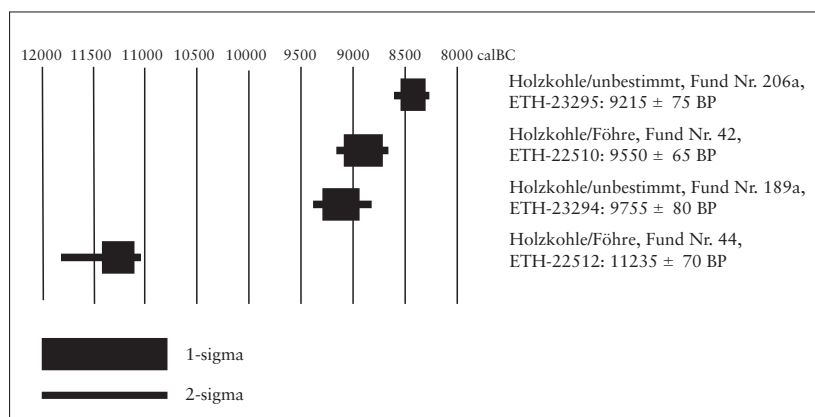 12000 11500 11000 10500 10000 9500 9000 8500 8000 calBC
Holzkohle/unbestimmt, Fund Nr. 206a,
ETH-23295: 9215 ± 75 BP
Holzkohle/Föhre, Fund Nr. 42,
ETH-22510: 9550 ± 65 BP
Holzkohle/unbestimmt, Fund Nr. 189a,
ETH-23294: 9755 ± 80 BP
Holzkohle/Föhre, Fund Nr. 44,
ETH-22512: 11235 ± 70 BP
1-sigma
2-sigma